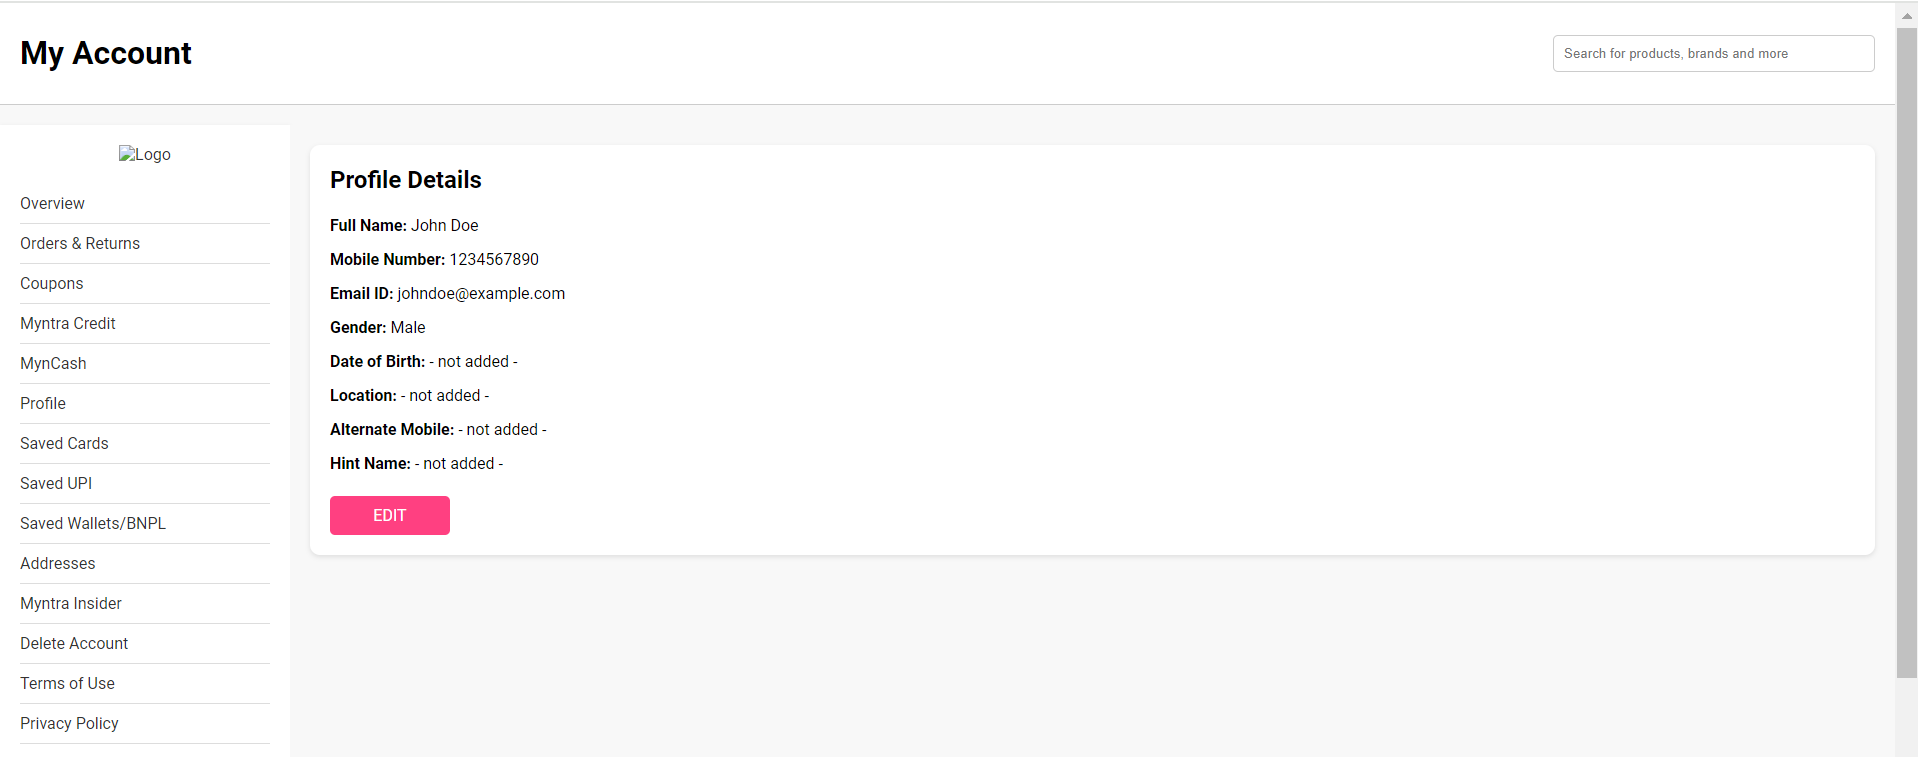 My Account
Search for products, brands and more
Logo
Overview
Orders & Returns
Coupons
Myntra Credit
MynCash
Profile
Saved Cards
Saved UPI
Saved Wallets/BNPL
Addresses
Myntra Insider
Delete Account
Terms of Use
Privacy Policy
Profile Details
Full Name: John Doe
Mobile Number: 1234567890
Email ID: johndoe@example.com
Gender: Male
Date of Birth: - not added -
Location: - not added -
Alternate Mobile: - not added -
Hint Name: - not added -
EDIT